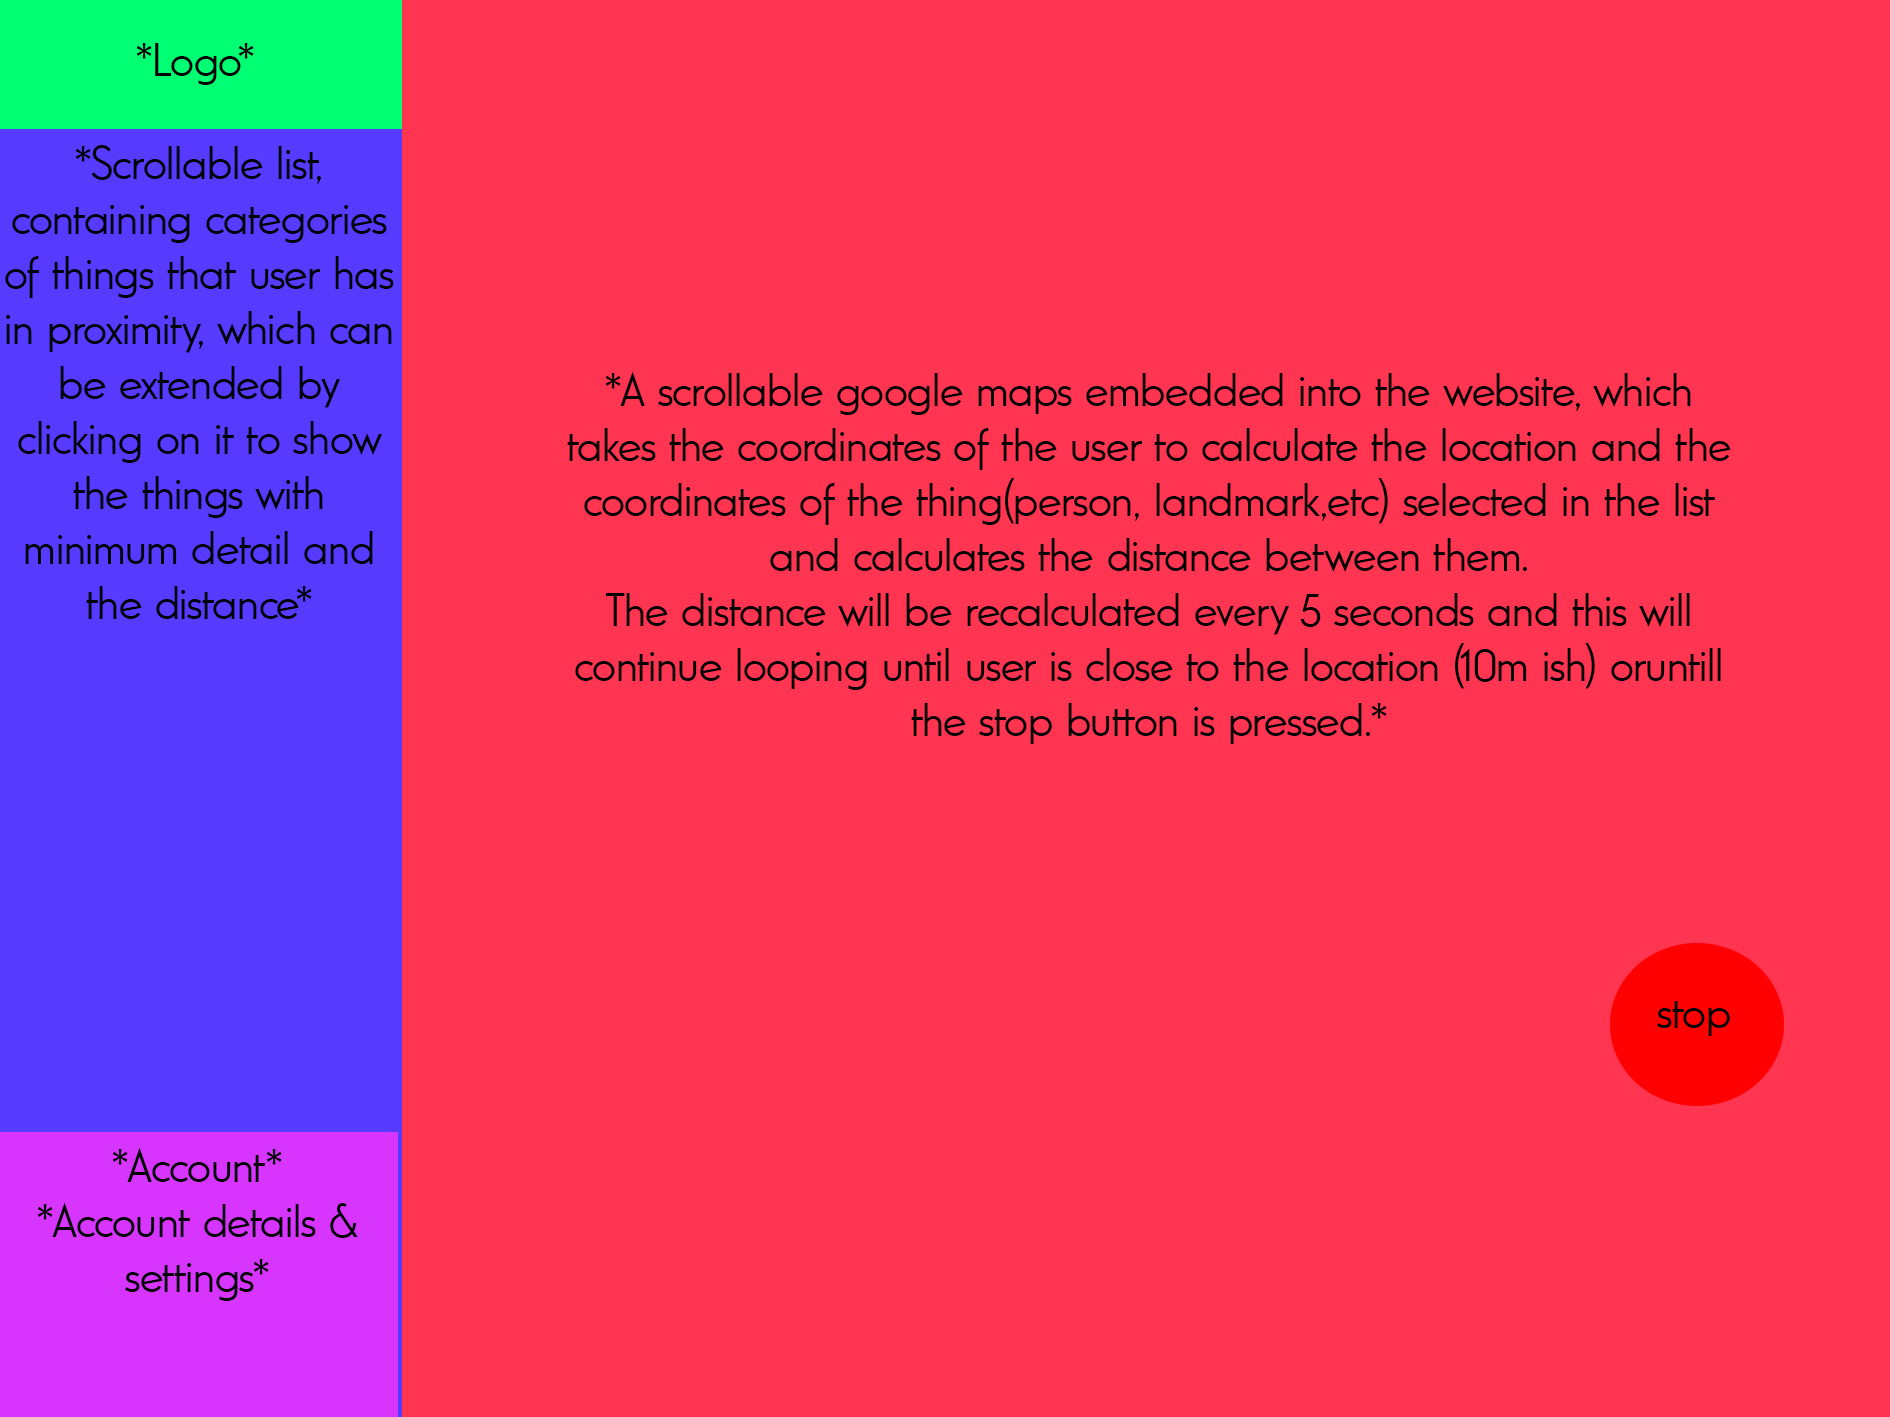 *Logo*
*Scrollable list,
containing categories
of things that user has
in proximity, which can
be extended by
clicking on it to show
the things with
minimum detail and
the distance*
*A scrollable google maps embedded into the website, which
takes the coordinates of the user to calculate the location and the
coordinates of the thing(person, landmark,etc) selected in the list
and calculates the distance between them.
The distance will be recalculated every 5 seconds and this will
continue looping until user is close to the location (10m ish) oruntill
the stop button is pressed.*
stop
*Account*
*Account details &
settings*